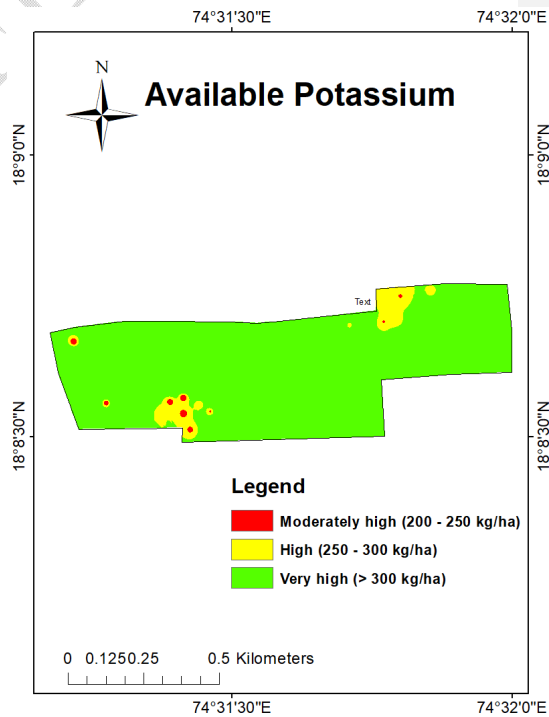 74°31'30"E 74°32'0"E
N
Available Potassium
18°9'0"N 18°9'0"N
Text
18°8'30"N 18°8'30"N
Legend
Moderately high (200 - 250 kg/ha)
High (250 - 300 kg/ha)
Very high (> 300 kg/ha)
0 0.1250.25 0.5 Kilometers
74°31'30"E 74°32'0"E